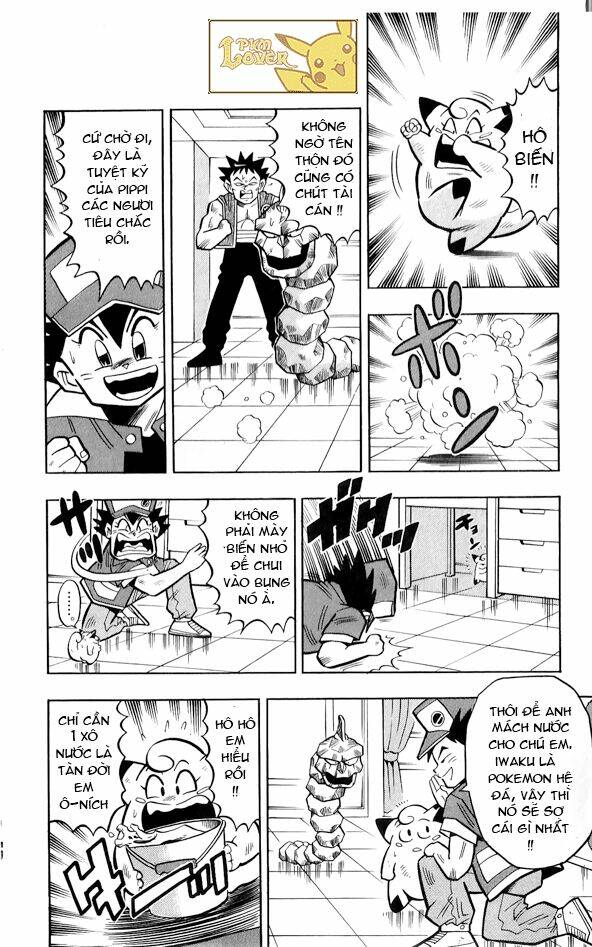 PKM
LOVER
HÔ
BIẾN
!!
KHÔNG
NGỜ TÊN
THÔN ĐÓ
CŨNG CÓ
CHÚT TÀI
CÁN !!
CỨ CHỜ ĐI,
ĐÂY LÀ
TUYỆT KỸ
CỦA PIPPI
CÁC NGƯƠI
TIÊU CHẮC
RỒI.
KHÔNG
PHẢI MÀY
BIẾN NHỎ
ĐỂ CHUI
VÀO BỤNG
NÓ À.
......
THÔI ĐỂ ANH
MÁCH NƯỚC
CHO CHÚ EM.
IWAKU LÀ
POKEMON HỆ
ĐÁ, VẬY THÌ
NÓ SẼ SỢ
CÁI GÌ NHẤT
!!
HÔ HÔ
EM
HIỂU
RỒI
!!
CHỈ CẦN
1 XÔ
NƯỚC LÀ
TÀN ĐỜI
EM
Ô-NÍCH